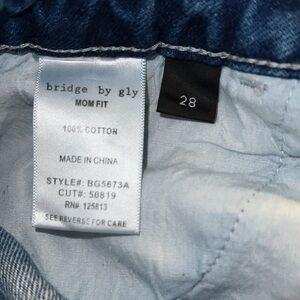 bridge by gly
MOM FIT
28
100% COTTON
MADE IN CHINA
STYLE#: BG5673A
CUT#: 50819
RN# 125813
SEE REVERSE FOR CARE